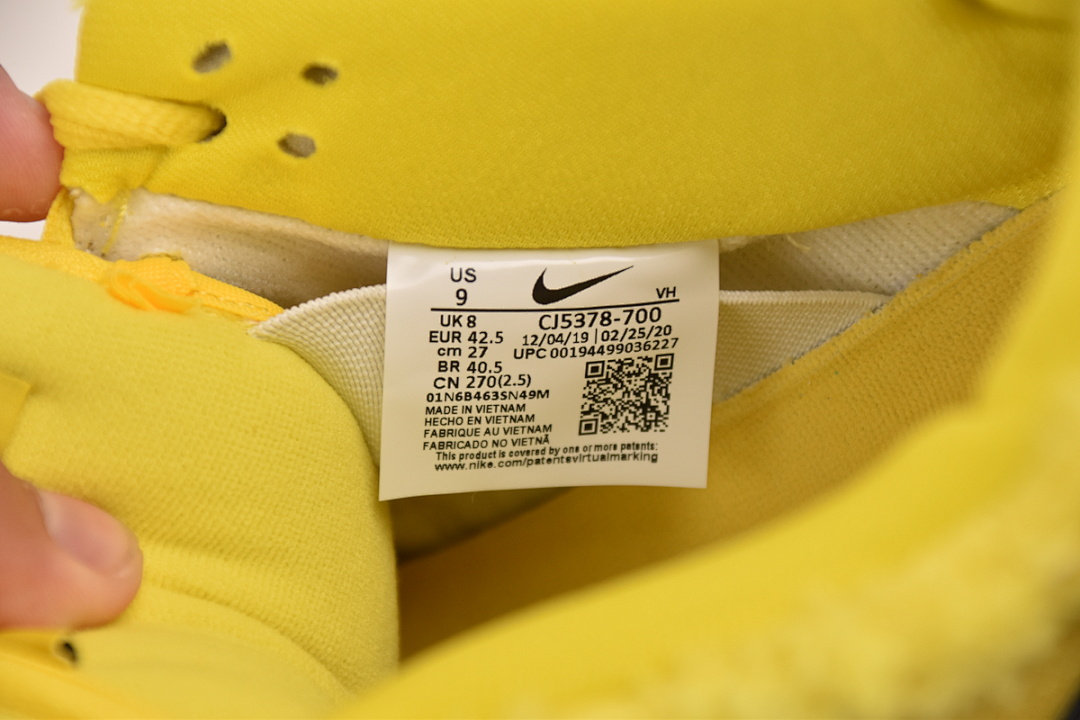 US
9
VH
UK 8
CJ5378-700
EUR 42.5
12/04/19 | 02/25/20
cm 27
UPC 00194499036227
BR 40.5
CN 270(2.5)
01N6B463SN49M
MADE IN VIETNAM
HECHO EN VIETNAM
FABRIQUE AU VIETNAM
FABRICADO NO VIETNÃ
This product is covered by one or more patents:
www.nike.com/patentsvirtualmarking